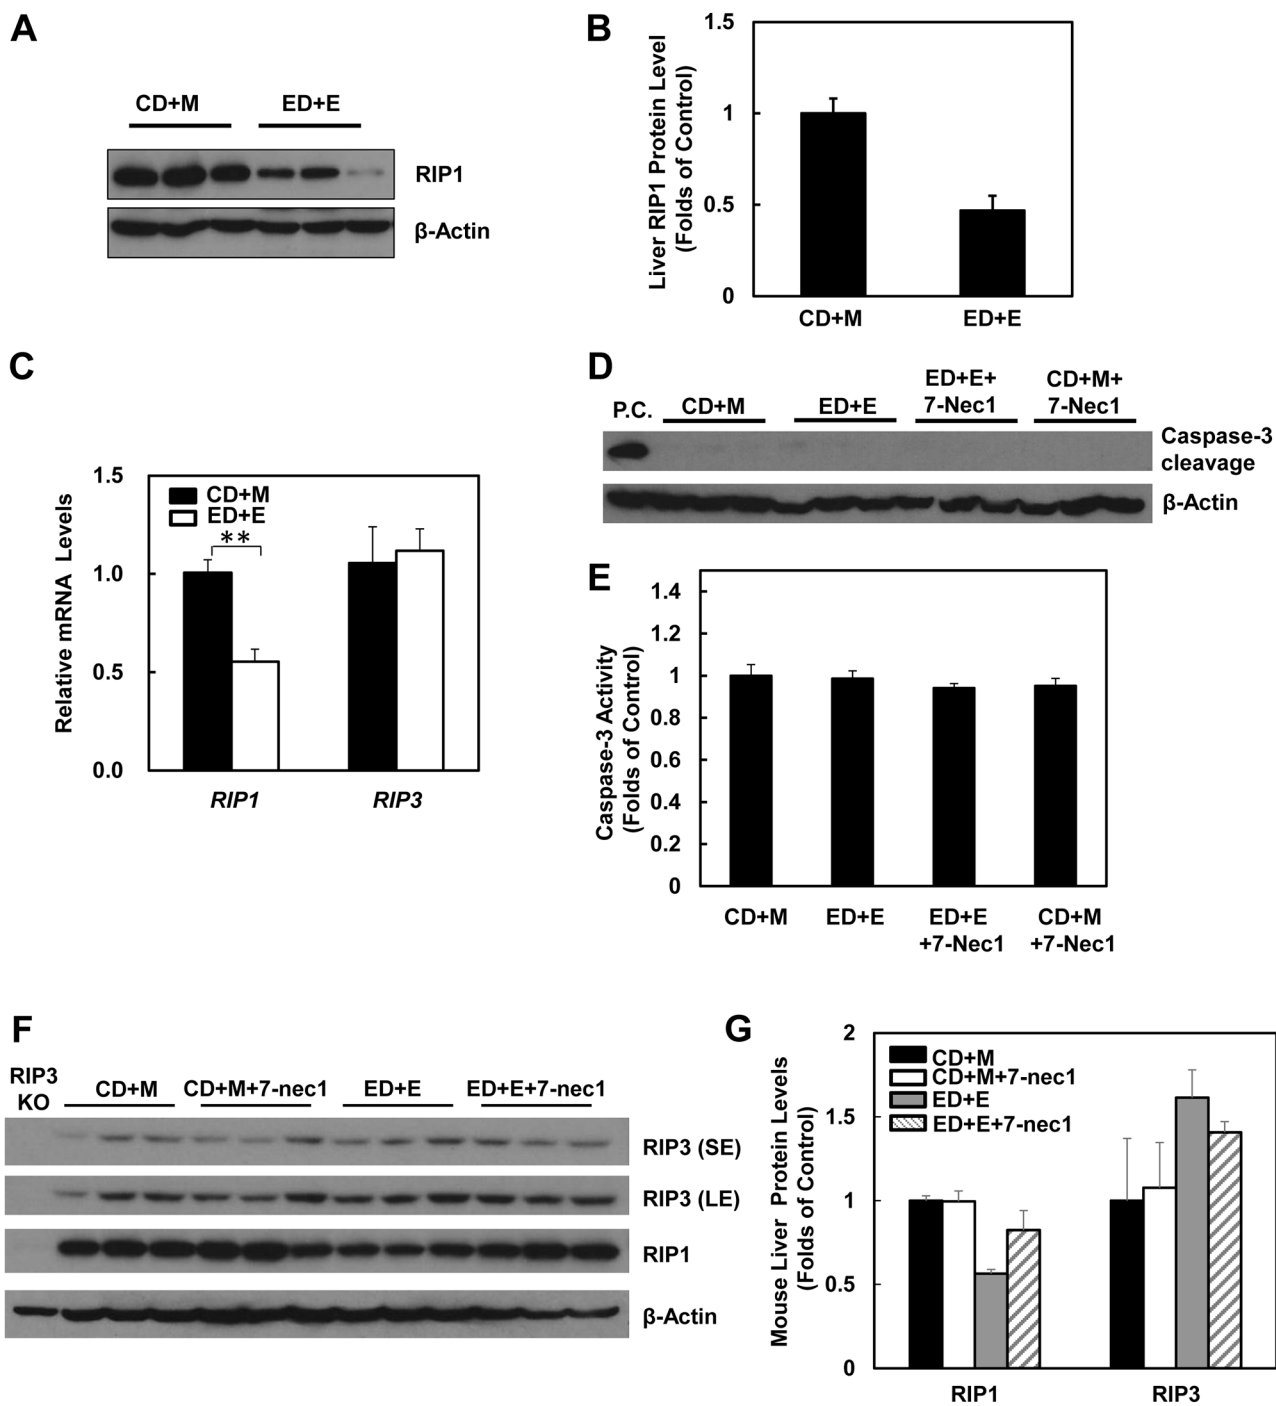 A
CD+M ED+E
RIP1
β-Actin
B
Liver RIP1 Protein Level
(Folds of Control)
1.5
1
0.5
0
CD+M ED+E
C
Relative mRNA Levels
1.5
1.0
0.5
0.0
CD+M
ED+E
**
RIP1 RIP3
D
P.C. CD+M ED+E
ED+E+
7-Nec1
CD+M+
7-Nec1
Caspase-3
cleavage
β-Actin
E
Caspase-3 Activity
(Folds of Control)
1.4
1.2
1
0.8
0.6
0.4
0.2
0
CD+M ED+E ED+E CD+M
+7-Nec1 +7-Nec1
F
RIP3
KO
CD+M CD+M+7-nec1 ED+E ED+E+7-nec1
RIP3 (SE)
RIP3 (LE)
RIP1
β-Actin
G
Mouse Liver Protein Levels
(Folds of Control)
2
1.5
1
0.5
0
CD+M
CD+M+7-nec1
ED+E
ED+E+7-nec1
RIP1 RIP3